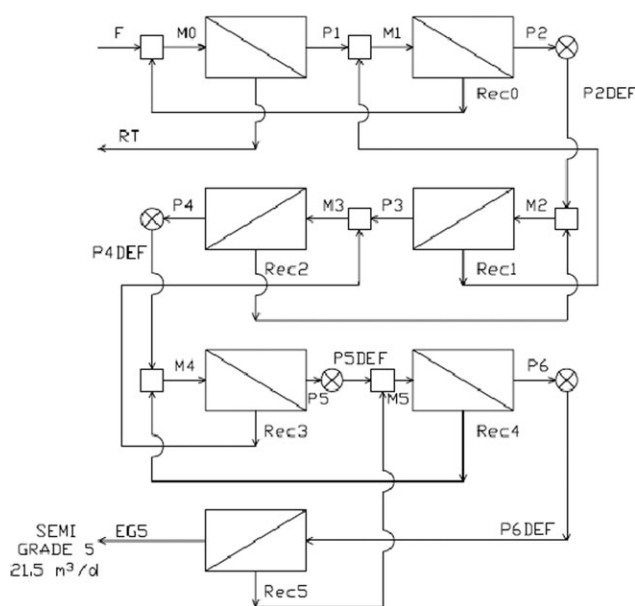 F
M0
P1
M1
P2
Rec0
P2DEF
RT
P4
M3
P3
M2
P4DEF
Rec2
Rec1
M4
P5DEF
P6
P5
M5
Rec3
Rec4
SEMI
GRADE 5
21.5 m³/d
EG5
P6DEF
Rec5